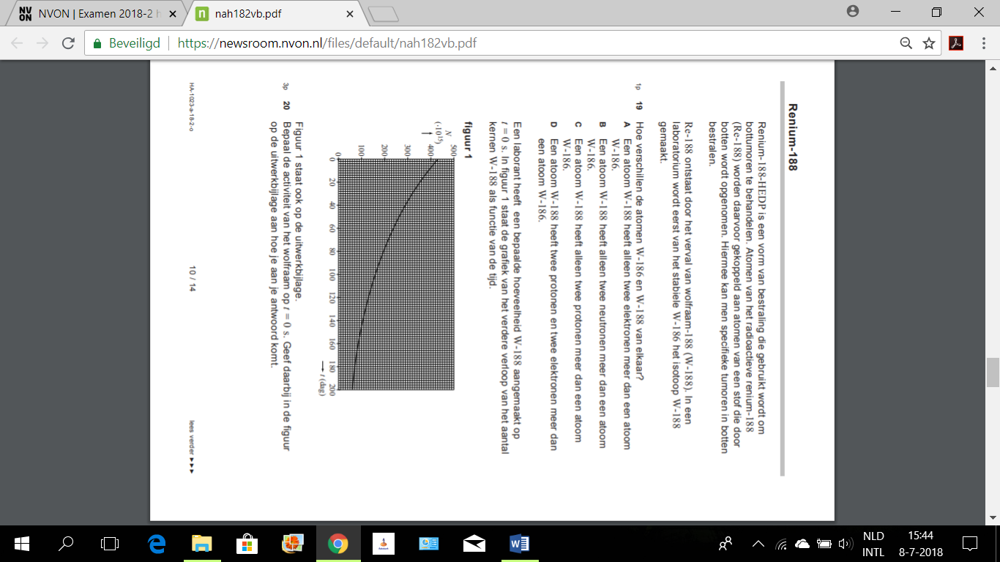 NVON | Examen 2018-2 h
nah182vb.pdf
Beveiligd
https://newsroom.nvon.nl/files/default/nah182vb.pdf
Renium-188
Renium-188-HEDP is een vorm van bestraling die gebruikt wordt om
bottumoren te behandelen. Atomen van het radioactieve renium-188
(Re-188) worden daarvoor gekoppeld aan atomen van een stof die door
botten wordt opgenomen. Hiermee kan men specifieke tumoren in botten
bestralen.
Re-188 ontstaat door het verval van wolfraam-188 (W-188). In een
laboratorium wordt eerst van het stabiele W-186 het isotoop W-188
gemaakt.
1p 19 Hoe verschillen de atomen W-186 en W-188 van elkaar?
A Een atoom W-188 heeft alleen twee elektronen meer dan een atoom
W-186.
B Een atoom W-188 heeft alleen twee neutronen meer dan een atoom
W-186.
C Een atoom W-188 heeft alleen twee protonen meer dan een atoom
W-186.
D Een atoom W-188 heeft twee protonen en twee elektronen meer dan
een atoom W-186.
Een laborant heeft een bepaalde hoeveelheid W-188 aangemaakt op
t = 0 s. In figuur 1 staat de grafiek van het verdere verloop van het aantal
kernen W-188 als functie van de tijd.
figuur 1
N
(·10¹⁵)
500
400
300
200
100
0
0 20 40 60 80 100 120 140 160 180 200
t (dag)
Figuur 1 staat ook op de uitwerkbijlage.
3p 20 Bepaal de activiteit van het wolfraam op t = 0 s. Geef daarbij in de figuur
op de uitwerkbijlage aan hoe je aan je antwoord komt.
HA-1023-a-18-2-o
10 / 14
lees verder ►►►
NLD
INTL
15:44
8-7-2018